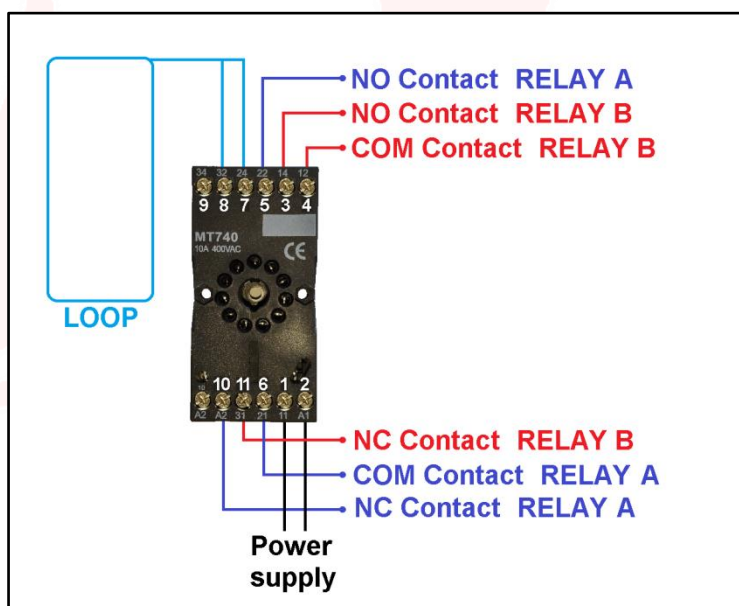 NO Contact RELAY A
NO Contact RELAY B
COM Contact RELAY B
34 32 24 22 14 12
9 8 7 5 3 4
MT740
10A 400VAC
CE
LOOP
10 11 6 1 2
A2 A2 31 21 11 A1
NC Contact RELAY B
COM Contact RELAY A
NC Contact RELAY A
Power
supply